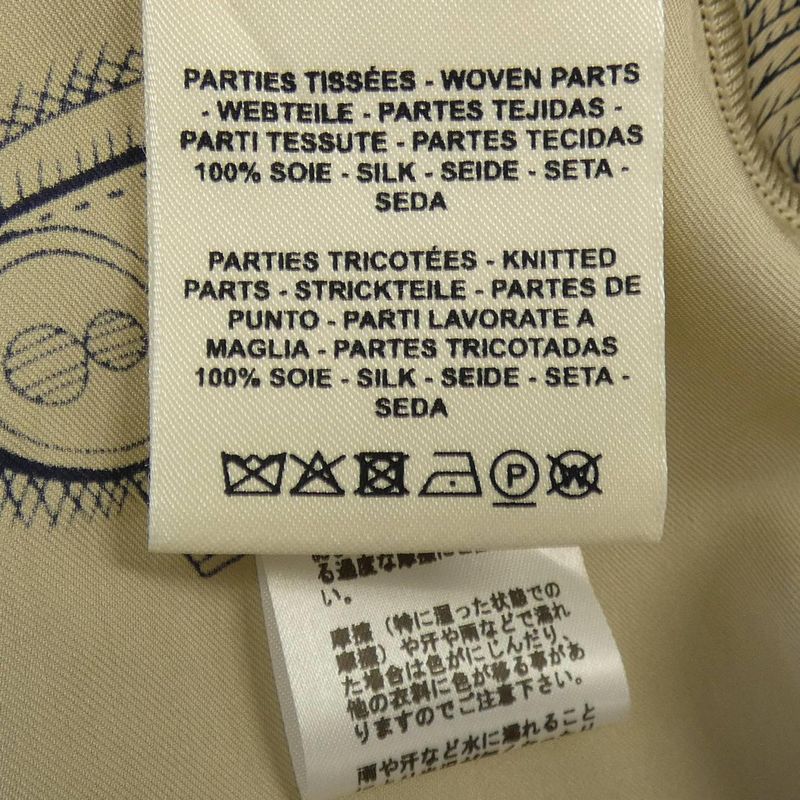 PARTIES TISSÉES - WOVEN PARTS
- WEBTEILE - PARTES TEJIDAS -
PARTI TESSUTE - PARTES TECIDAS
100% SOIE - SILK - SEIDE - SETA -
SEDA
PARTIES TRICOTÉES - KNITTED
PARTS - STRICKTEILE - PARTES DE
PUNTO - PARTI LAVORATE A
MAGLIA - PARTES TRICOTADAS
100% SOIE - SILK - SEIDE - SETA -
SEDA
P W
る過度な摩擦に
い。
摩擦（特に湿った状態での
摩擦）や汗や雨などで濡れ
た場合は色がにじんだり、
他の衣料に色が移る事があ
りますのでご注意下さい。
雨や汗など水に濡れること